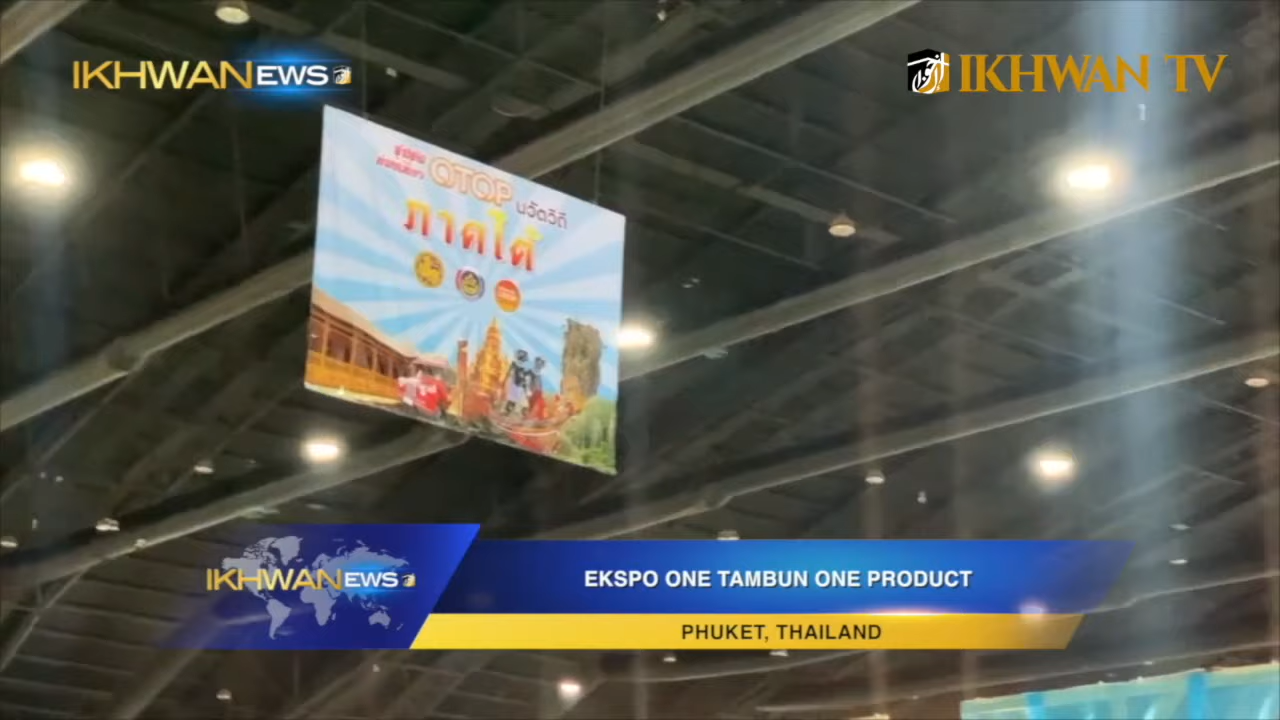 IKHWANEWS
IKHWAN TV
OTOP นวัตวิถี
ภาคใต้
IKHWANEWS
EKSPO ONE TAMBUN ONE PRODUCT
PHUKET, THAILAND